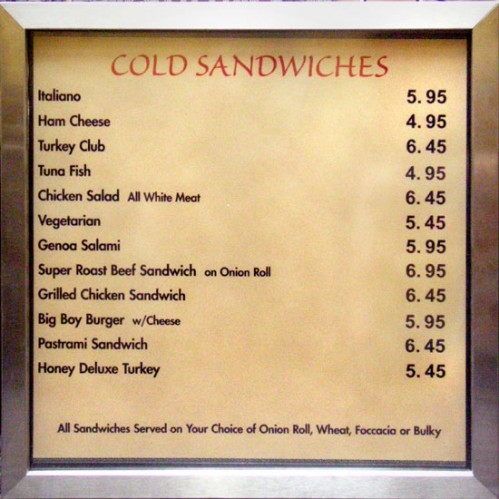 COLD SANDWICHES
Italiano 5.95
Ham Cheese 4.95
Turkey Club 6.45
Tuna Fish 4.95
Chicken Salad All White Meat 6.45
Vegetarian 5.45
Genoa Salami 5.95
Super Roast Beef Sandwich on Onion Roll 6.95
Grilled Chicken Sandwich 6.45
Big Boy Burger w/Cheese 5.95
Pastrami Sandwich 6.45
Honey Deluxe Turkey 5.45
All Sandwiches Served on Your Choice of Onion Roll, Wheat, Foccacia or Bulky